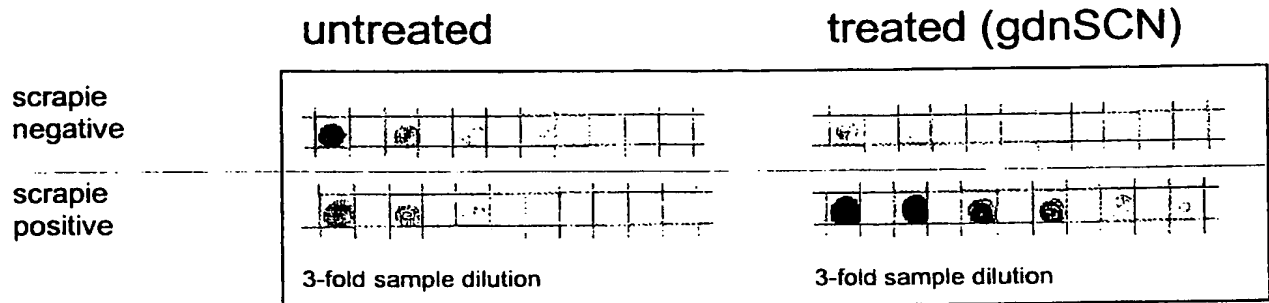 untreated treated (gdnSCN)
scrapie
negative
scrapie
positive
3-fold sample dilution 3-fold sample dilution